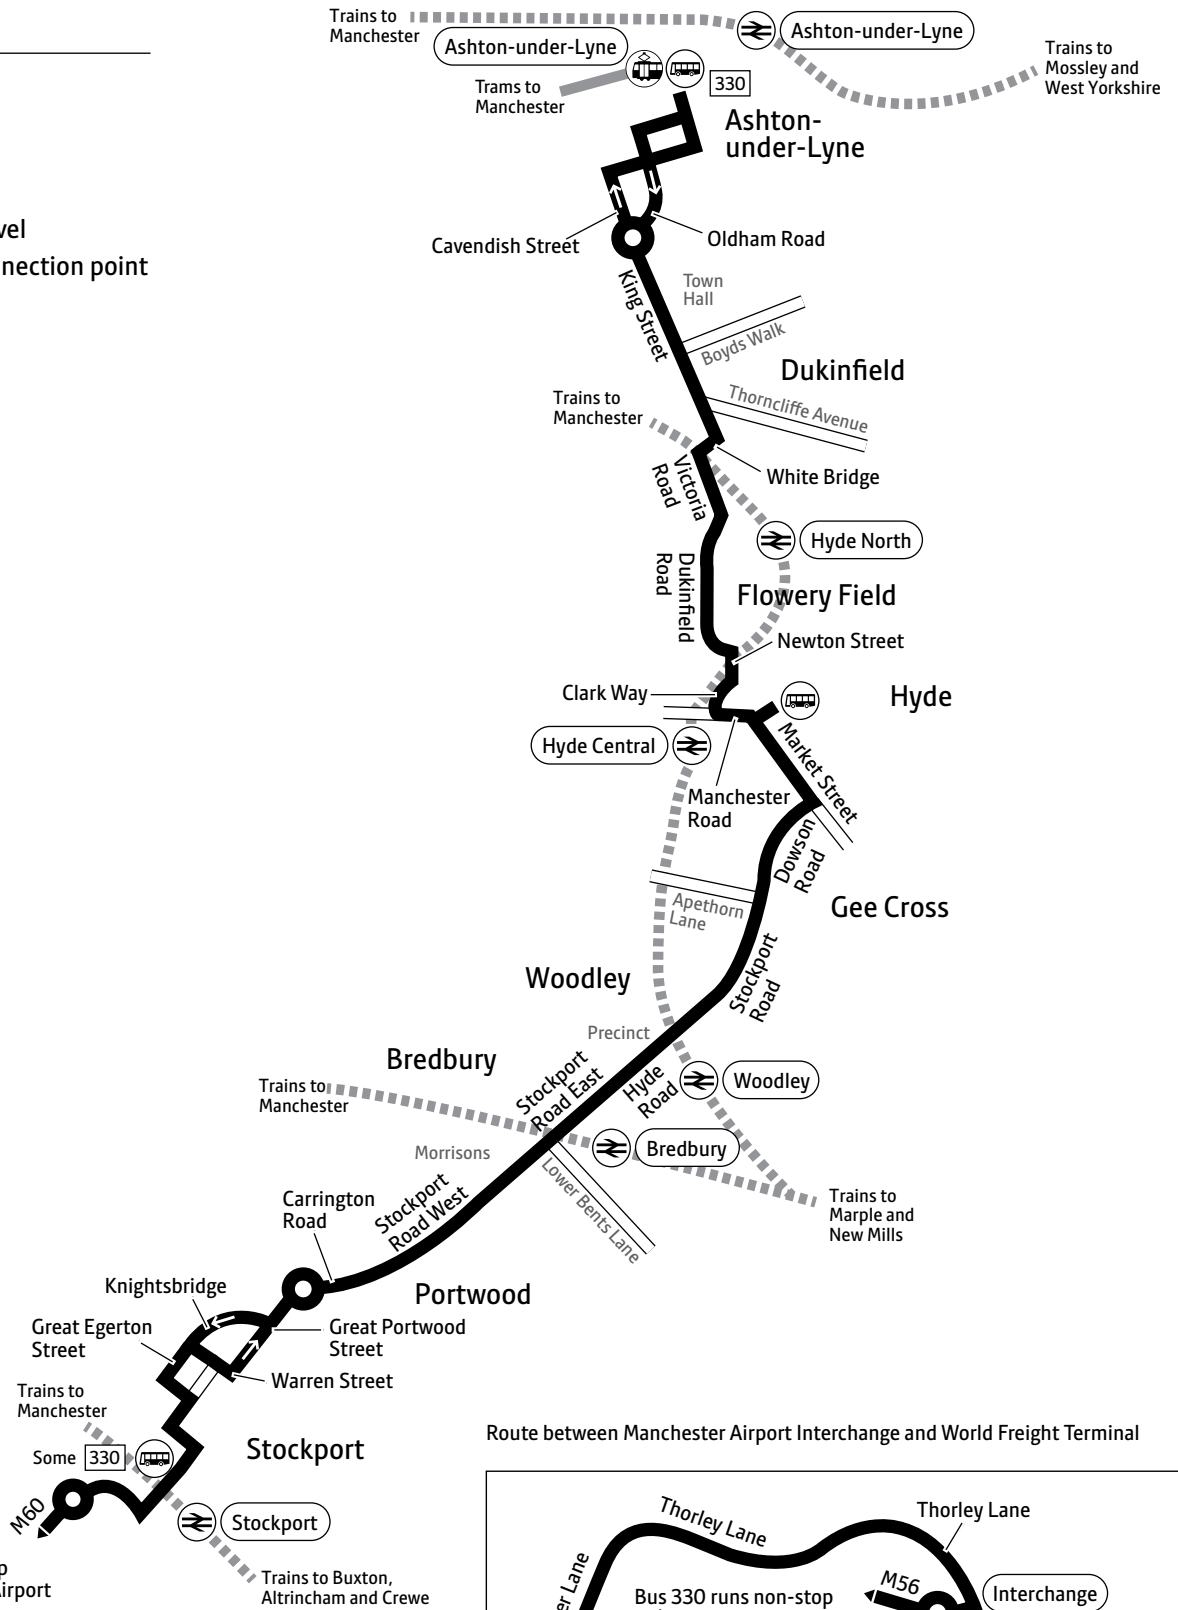 Trains to
Manchester
Ashton-under-Lyne
Ashton-under-Lyne
Trains to
Mossley and
West Yorkshire
Trams to
Manchester
330
Ashton-
under-Lyne
vel
nnection point
Cavendish Street
Oldham Road
King Street
Town
Hall
Boyds Walk
Dukinfield
Thorncliffe Avenue
Trains to
Manchester
White Bridge
Victoria
Road
Hyde North
Dukinfield
Road
Flowery Field
Newton Street
Clark Way
Hyde
Hyde Central
Market Street
Manchester
Road
Dowson
Road
Apethorn
Lane
Gee Cross
Stockport
Road
Woodley
Precinct
Bredbury
Stockport
Road East
Hyde
Road
Woodley
Trains to
Manchester
Bredbury
Morrisons
Lower Bents Lane
Stockport
Road West
Trains to
Marple and
New Mills
Carrington
Road
Knightsbridge
Portwood
Great Egerton
Street
Great Portwood
Street
Warren Street
Trains to
Manchester
Some 330
Stockport
M60
Stockport
p
Airport
Trains to Buxton,
Altrincham and Crewe
Route between Manchester Airport Interchange and World Freight Terminal
Thorley Lane
Thorley Lane
er Lane
M56
Interchange
Bus 330 runs non-stop